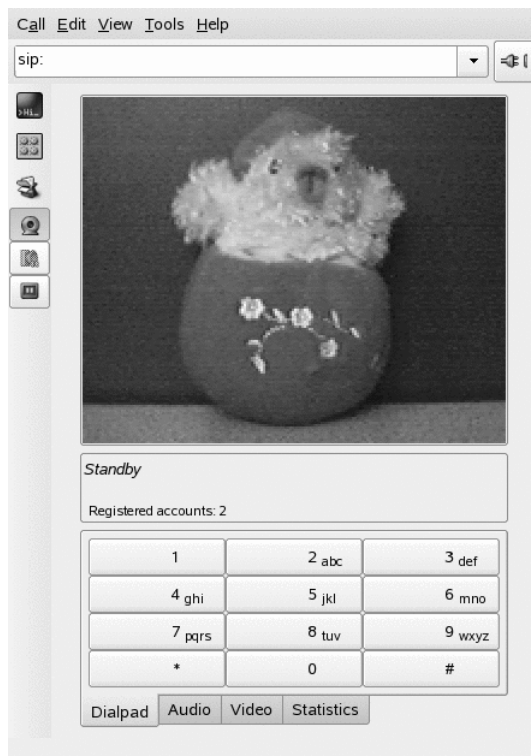 Call Edit View Tools Help
sip:
>Hi..
Standby
Registered accounts: 2
1 2 abc 3 def
4 ghi 5 jkl 6 mno
7 pqrs 8 tuv 9 wxyz
* 0 #
Dialpad Audio Video Statistics